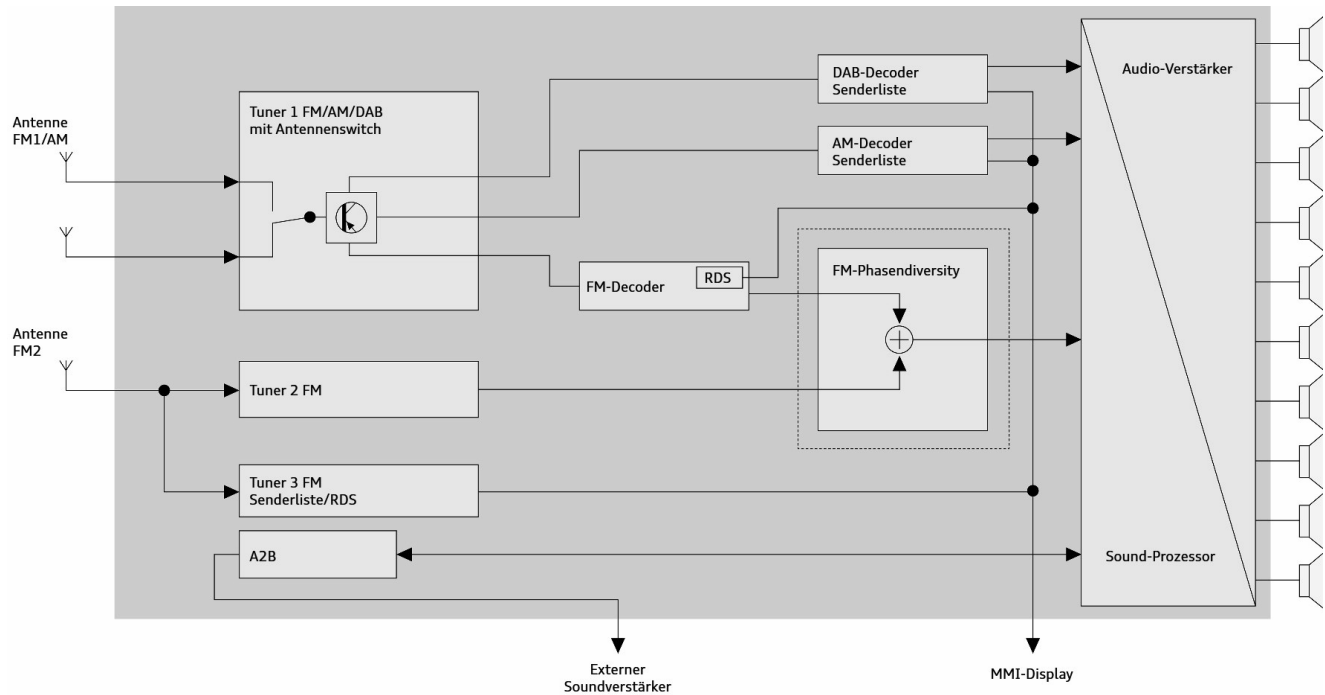 DAB-Decoder
Senderliste
Audio-Verstärker
Tuner 1 FM/AM/DAB
mit Antennenswitch
Antenne
FM1/AM
AM-Decoder
Senderliste
FM-Decoder
RDS
FM-Phasendiversity
Antenne
FM2
Tuner 2 FM
Tuner 3 FM
Senderliste/RDS
A2B
Sound-Prozessor
Externer
Soundverstärker
MMI-Display